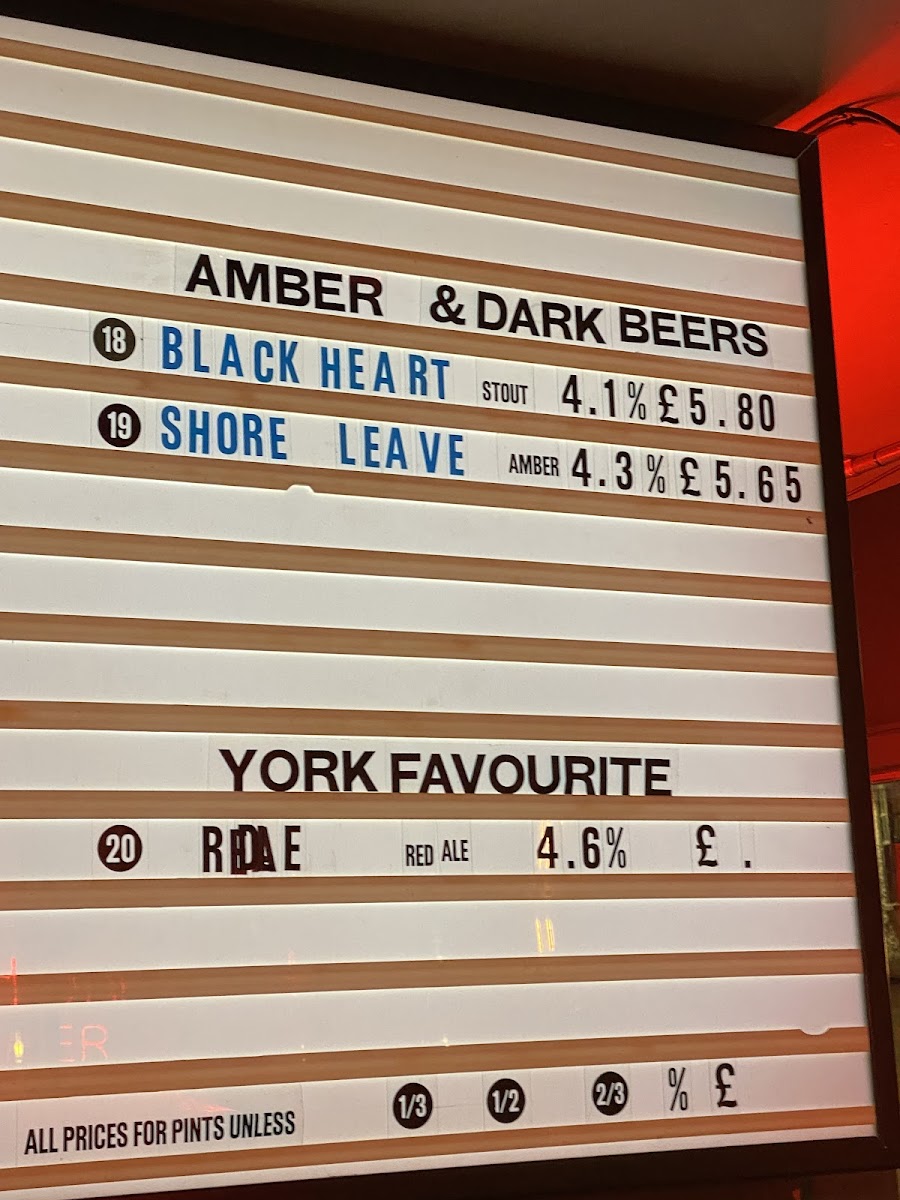 AMBER & DARK BEERS
18 BLACK HEART STOUT 4.1% £5.80
19 SHORE LEAVE AMBER 4.3% £5.65
YORK FAVOURITE
20 RED ALE 4.6% £ .
ALL PRICES FOR PINTS UNLESS 1/3 1/2 2/3 % £